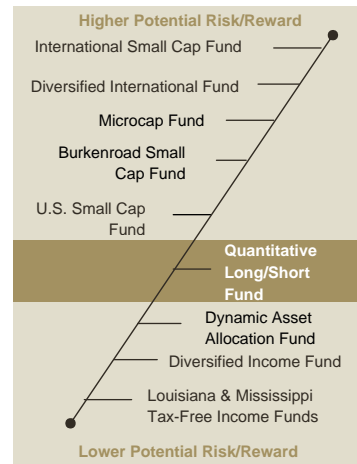 Higher Potential Risk/Reward
International Small Cap Fund
Diversified International Fund
Microcap Fund
Burkenroad Small
Cap Fund
U.S. Small Cap
Fund
Quantitative
Long/Short
Fund
Dynamic Asset
Allocation Fund
Diversified Income Fund
Louisiana & Mississippi
Tax-Free Income Funds
Lower Potential Risk/Reward